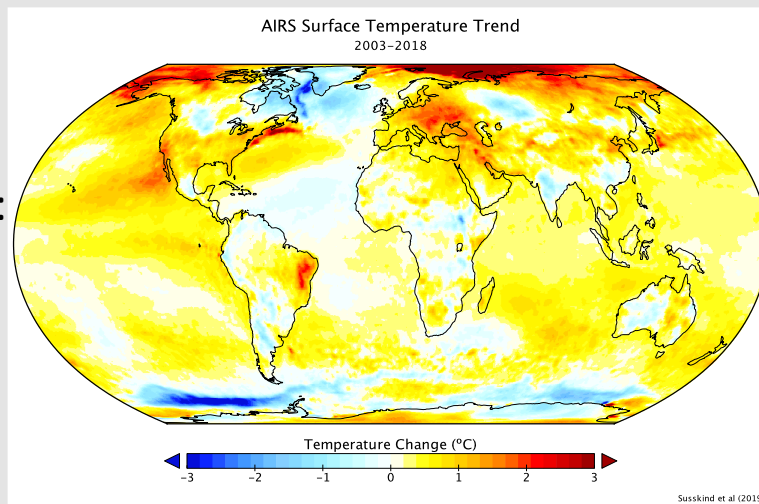 AIRS Surface Temperature Trend
2003–2018
Temperature Change (ºC)
−3 −2 −1 0 1 2 3
Susskind et al (2019